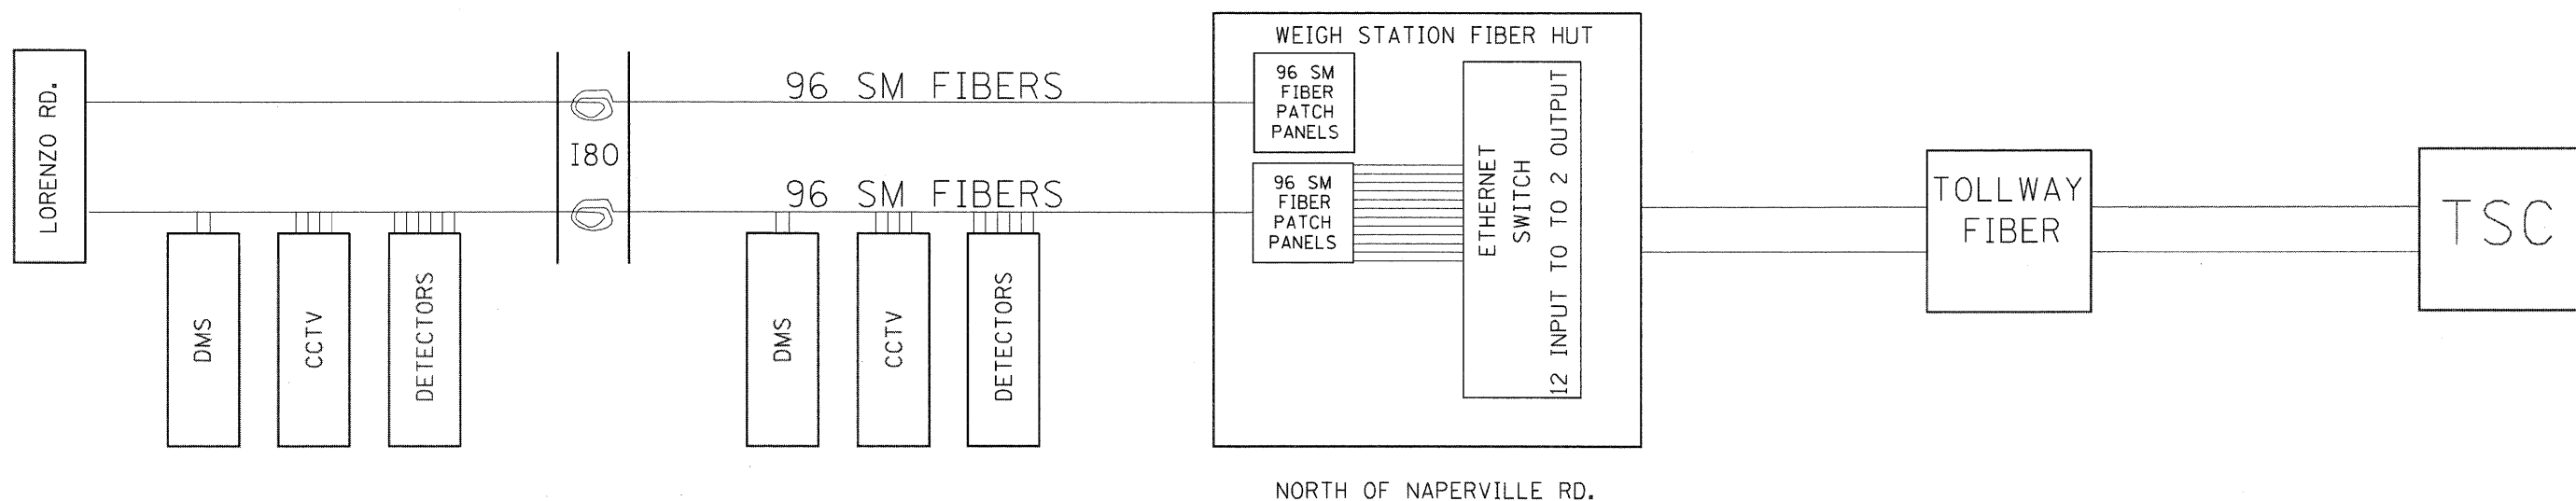 WEIGH STATION FIBER HUT
LORENZO RD.
96 SM FIBERS
96 SM
FIBER
PATCH
PANELS
I80
96 SM FIBERS
96 SM
FIBER
PATCH
PANELS
ETHERNET
SWITCH
12 INPUT TO TO 2 OUTPUT
TOLLWAY
FIBER
TSC
DMS
CCTV
DETECTORS
DMS
CCTV
DETECTORS
NORTH OF NAPERVILLE RD.